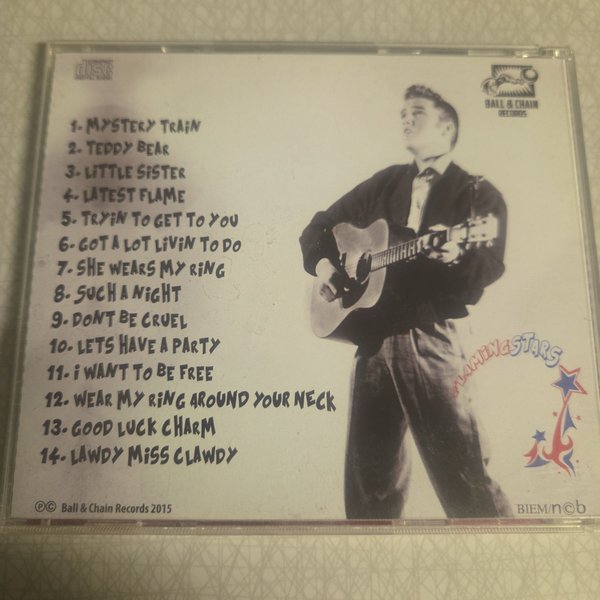 disc
BALL & CHAIN
RECORDS
1. MYSTERY TRAIN
2. TEDDY BEAR
3. LITTLE SISTER
4. LATEST FLAME
5. TRYIN TO GET TO YOU
6. GOT A LOT LIVIN TO DO
7. SHE WEARS MY RING
8. SUCH A NIGHT
9. DONT BE CRUEL
10. LETS HAVE A PARTY
11. I WANT TO BE FREE
12. WEAR MY RING AROUND YOUR NECK
13. GOOD LUCK CHARM
14. LAWDY MISS CLAWDY
FLAMINGSTARS
℗© Ball & Chain Records 2015
BIEM/n©b